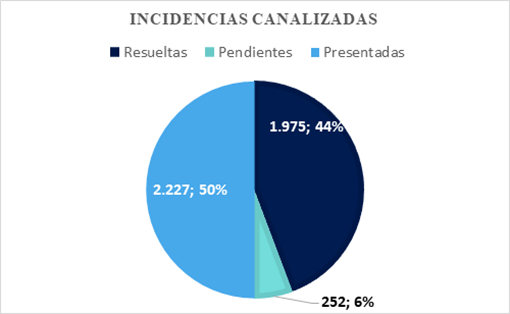 INCIDENCIAS CANALIZADAS
Resueltas Pendientes Presentadas
1.975; 44%
2.227; 50%
252; 6%